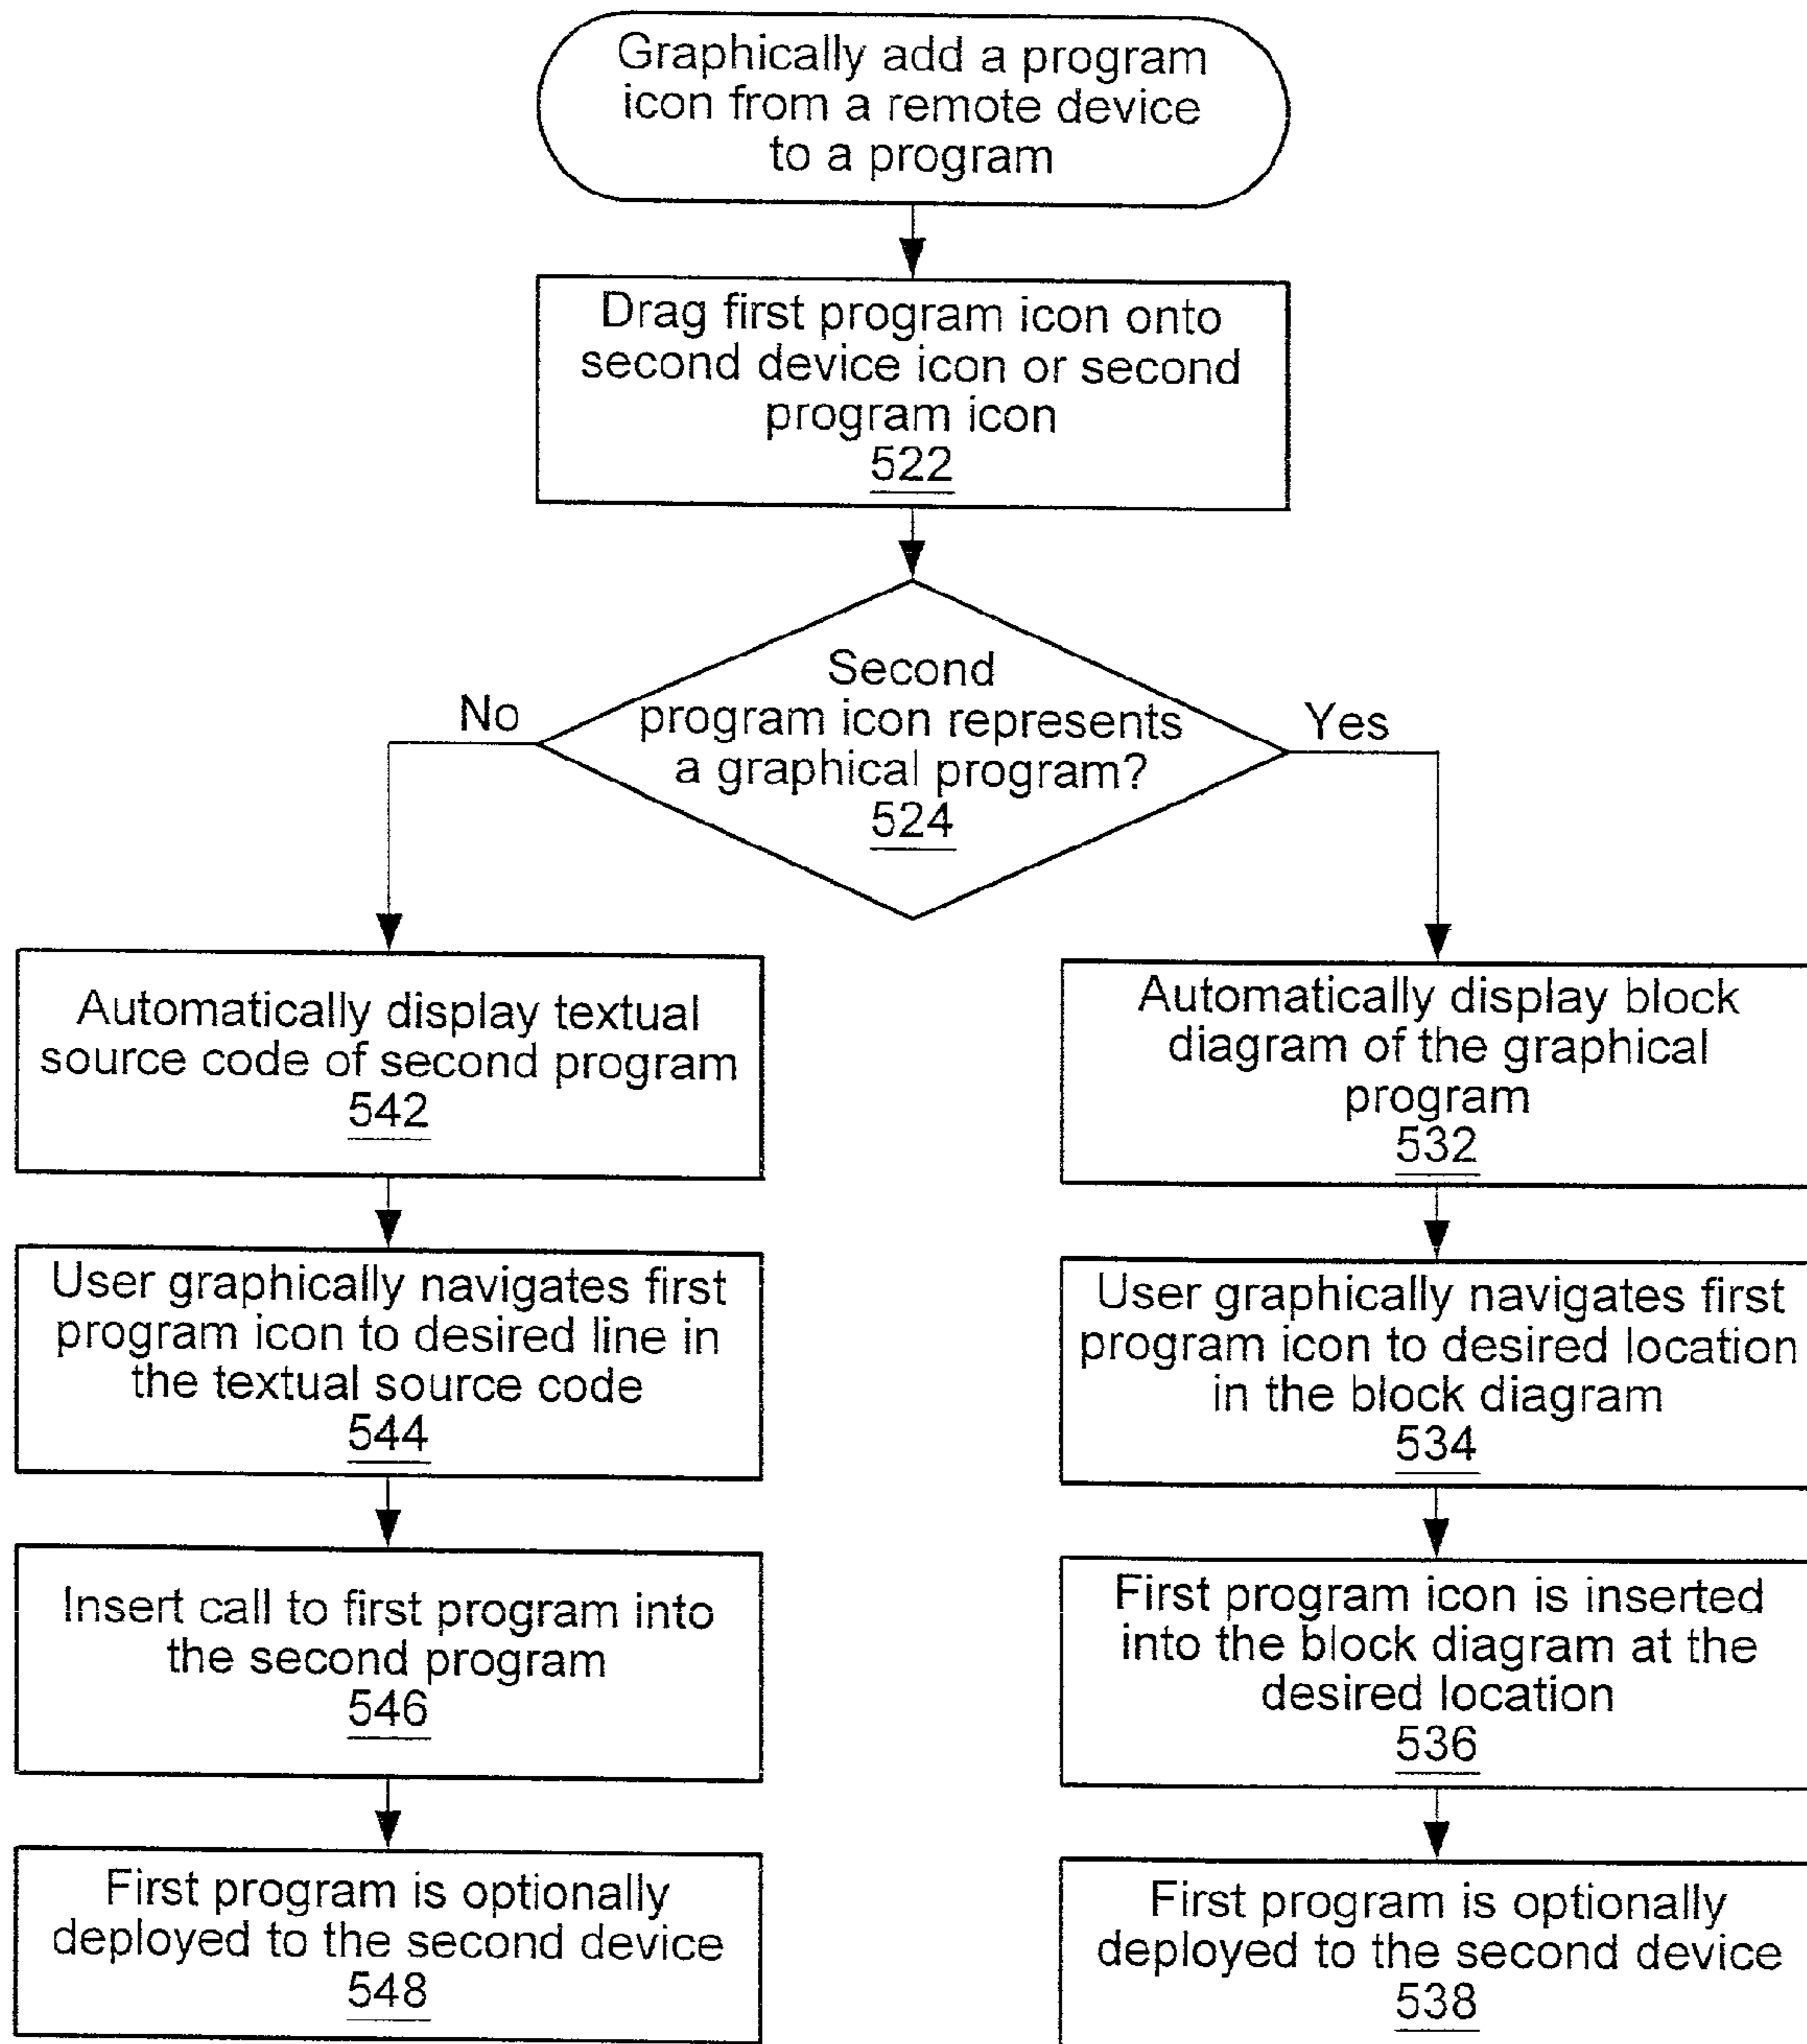 Graphically add a program
icon from a remote device
to a program
Drag first program icon onto
second device icon or second
program icon
522
Second
program icon represents
a graphical program?
524
No
Yes
Automatically display textual
source code of second program
542
User graphically navigates first
program icon to desired line in
the textual source code
544
Insert call to first program into
the second program
546
First program is optionally
deployed to the second device
548
Automatically display block
diagram of the graphical
program
532
User graphically navigates first
program icon to desired location
in the block diagram
534
First program icon is inserted
into the block diagram at the
desired location
536
First program is optionally
deployed to the second device
538